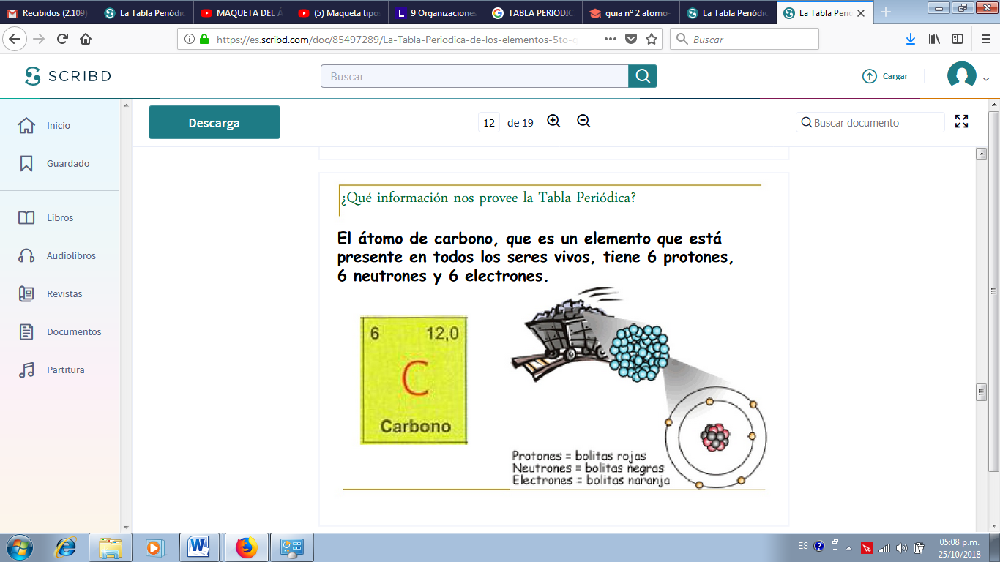 Recibidos (2.109)
La Tabla Periódic
MAQUETA DEL Á
(5) Maqueta tipo
9 Organizaciones
TABLA PERIODIC
guia nº 2 atomo-
La Tabla Periódic
La Tabla Perió
https://es.scribd.com/doc/85497289/La-Tabla-Periodica-de-los-elementos-5to-g
Buscar
SCRIBD
Buscar
Cargar
Inicio
Guardado
Libros
Audiolibros
Revistas
Documentos
Partitura
Descarga
12 de 19
Buscar documento
¿Qué información nos provee la Tabla Periódica?
El átomo de carbono, que es un elemento que está
presente en todos los seres vivos, tiene 6 protones,
6 neutrones y 6 electrones.
6 12,0
C
Carbono
Protones = bolitas rojas
Neutrones = bolitas negras
Electrones = bolitas naranja
ES
05:08 p.m.
25/10/2018